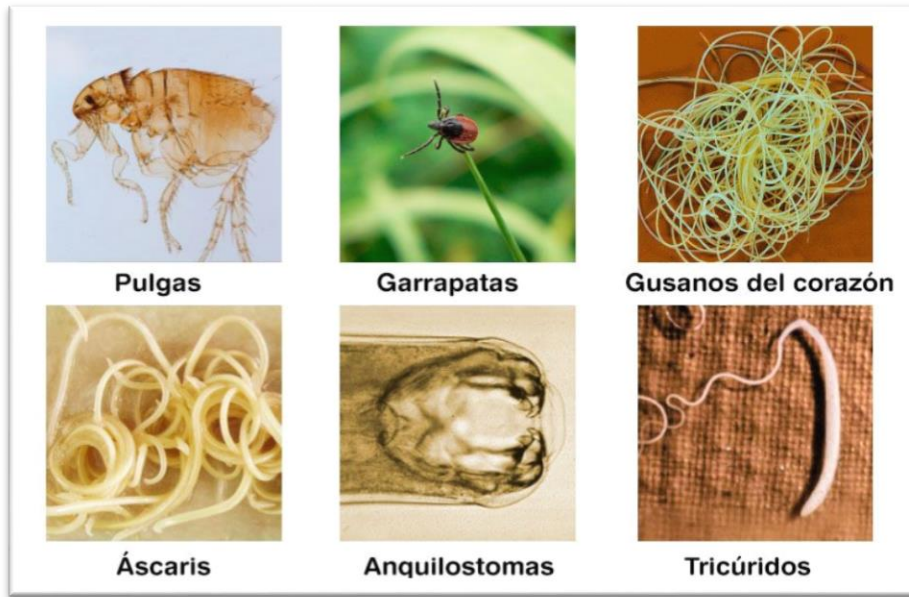 Pulgas
Garrapatas
Gusanos del corazón
Áscaris
Anquilostomas
Tricúridos